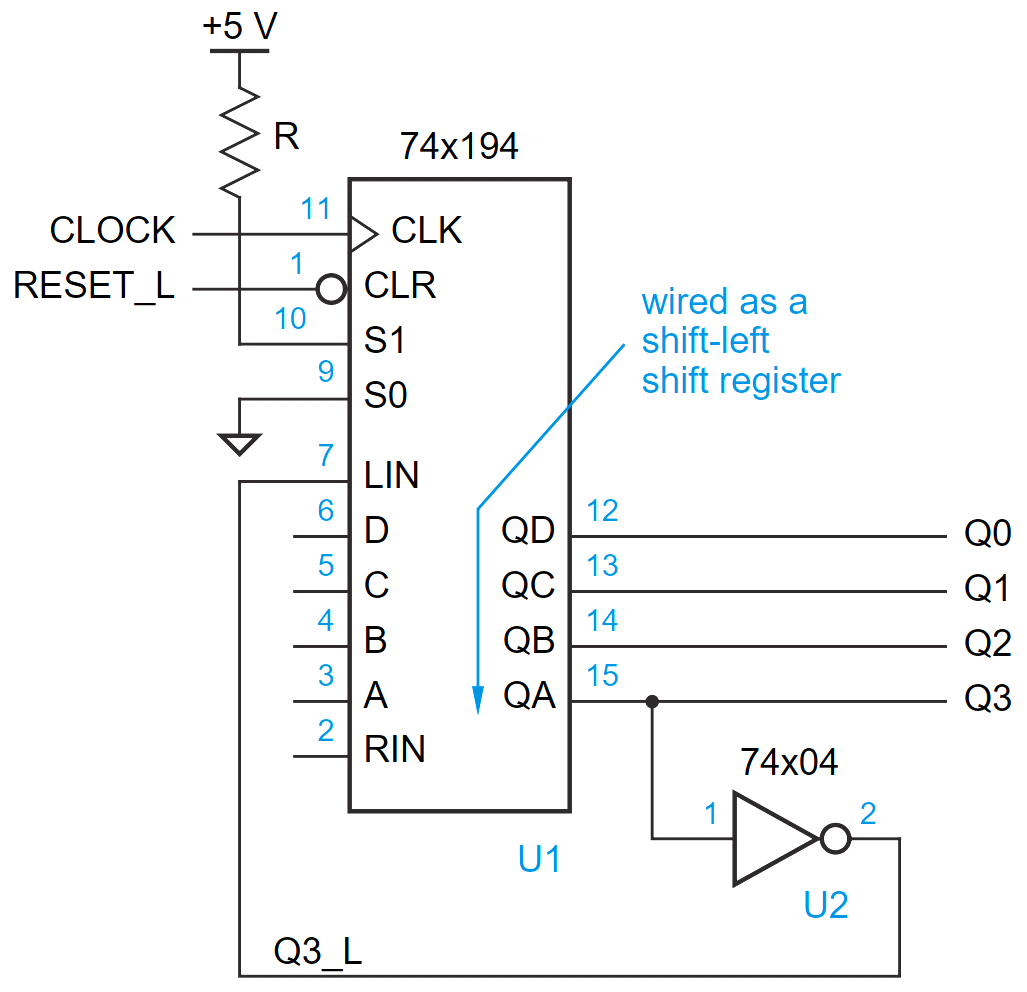 +5 V
R
74x194
11
CLOCK
CLK
1
RESET_L
CLR
10
S1
wired as a
shift-left
shift register
9
S0
7
LIN
6
D
QD
12
Q0
5
C
QC
13
Q1
4
B
QB
14
Q2
3
A
QA
15
Q3
2
RIN
74x04
1
2
U1
U2
Q3_L